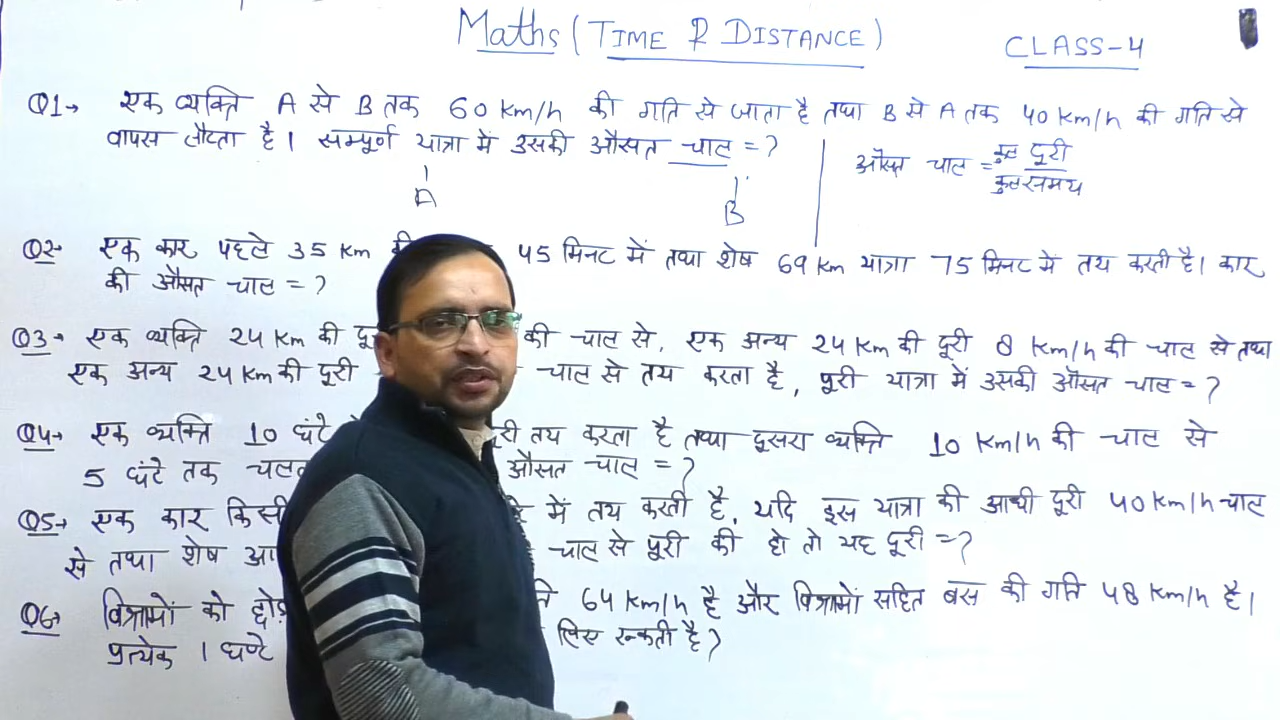 Maths (TIME & DISTANCE)
CLASS-4
Q1→ एक व्यक्ति A से B तक 60 km/h की गति से जाता है तथा B से A तक 40 km/h की गति से
वापस लौटता है। सम्पूर्ण यात्रा में उसकी औसत चाल = ?
औसत चाल = कुल दूरी
कुल समय
A
B
Q2→ एक कार पहले 35 km की 45 मिनट में तथा शेष 69 km यात्रा 75 मिनट में तय करती है। कार
की औसत चाल = ?
Q3→ एक व्यक्ति 24 km की की चाल से, एक अन्य 24 km की दूरी 8 km/h की चाल से तथा
एक अन्य 24 km की दूरी चाल से तय करता है, पूरी यात्रा में उसकी औसत चाल = ?
Q4→ एक व्यक्ति 10 घंटे तय करता है तथा दूसरा व्यक्ति 10 km/h की चाल से
5 घंटे तक औसत चाल = ?
Q5→ एक कार किसी में तय करती है, यदि इस यात्रा की आधी दूरी 40 km/h चाल
से तथा शेष चाल से पूरी की हो तो यह दूरी = ?
Q6→ विश्रामों को 64 km/h है और विश्रामों सहित बस की गति 48 km/h है।
प्रत्येक 1 घण्टे लिए रुकती है?